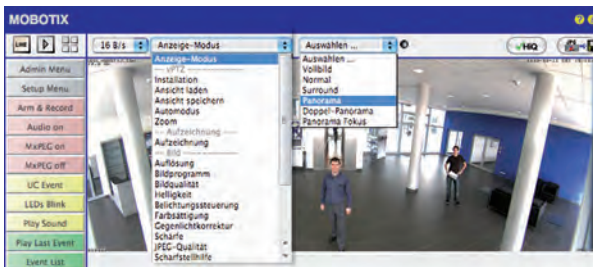 MOBOTIX
LIVE
16 B/s
Anzeige-Modus
Auswählen ...
HiQ
Admin Menu
Setup Menu
Arm & Record
Audio on
MxPEG on
MxPEG off
UC Event
LEDs Blink
Play Sound
Play Last Event
Event List
Anzeige-Modus
--- vPTZ ---
Installation
Ansicht laden
Ansicht speichern
Automodus
Zoom
--- Aufzeichnung ---
Aufzeichnung
--- Bild ---
Auflösung
Bildprogramm
Bildqualität
Helligkeit
Belichtungssteuerung
Farbsättigung
Gegenlichtkorrektur
Schärfe
JPEG-Qualität
Scharfstellhilfe
Auswählen ...
Vollbild
Normal
Surround
Panorama
Doppel-Panorama
Panorama Fokus